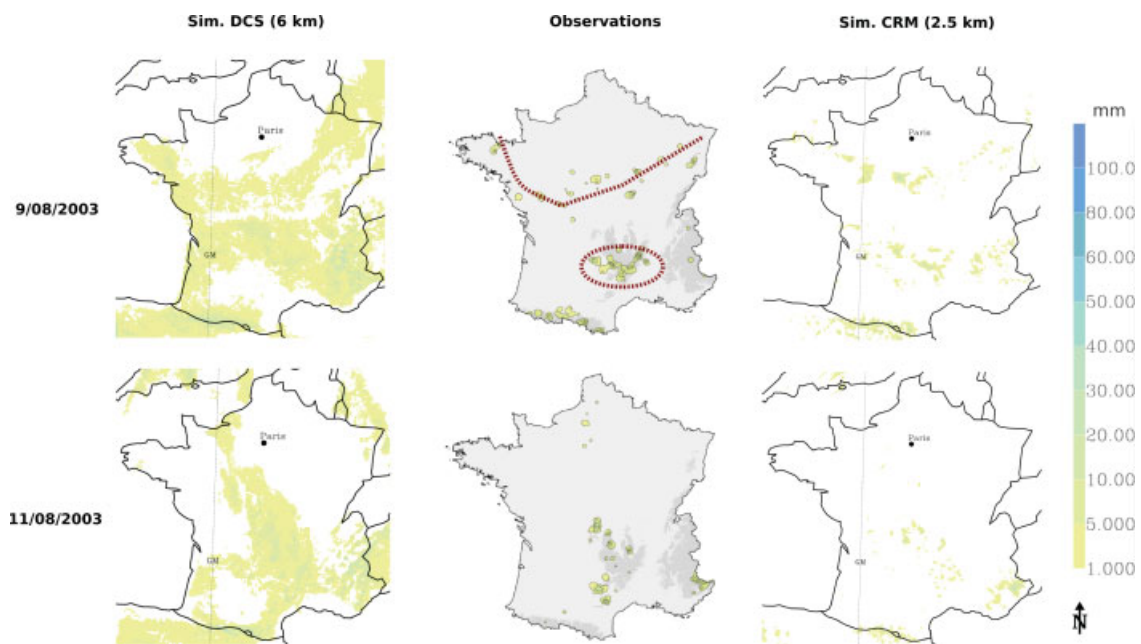 Sim. DCS (6 km)
Observations
Sim. CRM (2.5 km)
mm
Paris
Paris
100.0
9/08/2003
80.00
GM
GM
60.00
50.00
40.00
30.00
Paris
Paris
20.00
10.00
11/08/2003
5.000
GM
GM
1.000
N